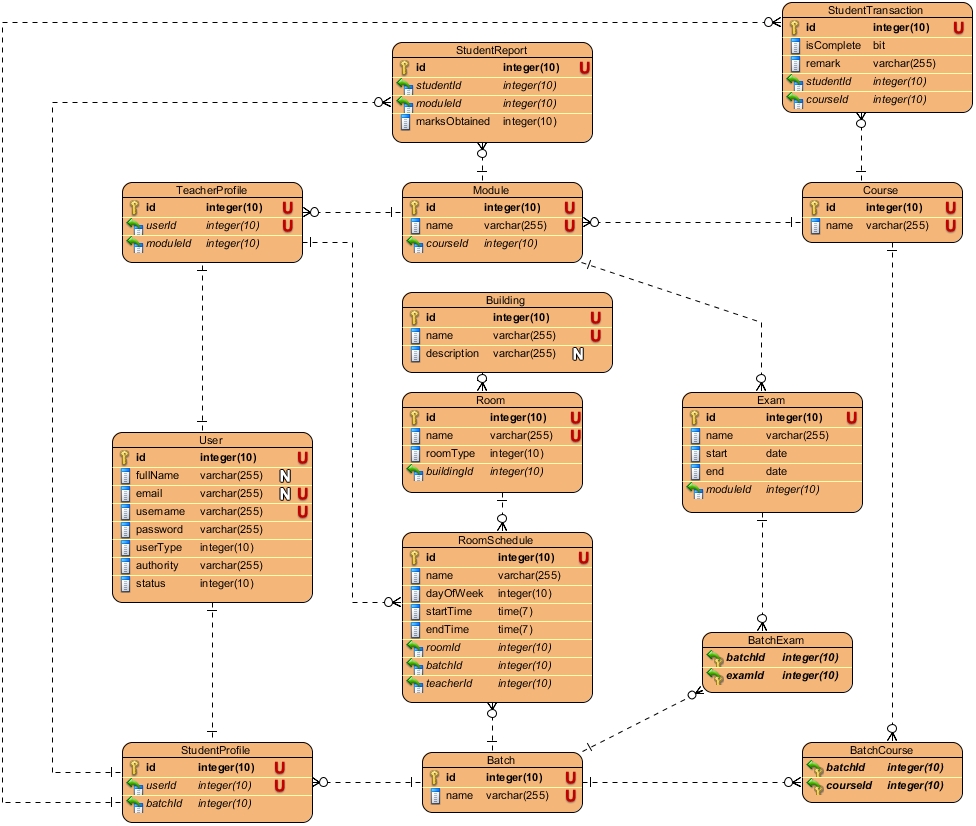 StudentTransaction
id integer(10) U
isComplete bit
remark varchar(255)
studentId integer(10)
courseId integer(10)
StudentReport
id integer(10) U
studentId integer(10)
moduleId integer(10)
marksObtained integer(10)
TeacherProfile
id integer(10) U
userId integer(10) U
moduleId integer(10)
Module
id integer(10) U
name varchar(255) U
courseId integer(10)
Course
id integer(10) U
name varchar(255) U
Building
id integer(10) U
name varchar(255) U
description varchar(255) N
Room
id integer(10) U
name varchar(255) U
roomType integer(10)
buildingId integer(10)
Exam
id integer(10) U
name varchar(255)
start date
end date
moduleId integer(10)
User
id integer(10) U
fullName varchar(255) N
email varchar(255) N U
username varchar(255) U
password varchar(255)
userType integer(10)
authority varchar(255)
status integer(10)
RoomSchedule
id integer(10) U
name varchar(255)
dayOfWeek integer(10)
startTime time(7)
endTime time(7)
roomId integer(10)
batchId integer(10)
teacherId integer(10)
BatchExam
batchId integer(10)
examId integer(10)
StudentProfile
id integer(10) U
userId integer(10) U
batchId integer(10)
Batch
id integer(10) U
name varchar(255) U
BatchCourse
batchId integer(10)
courseId integer(10)